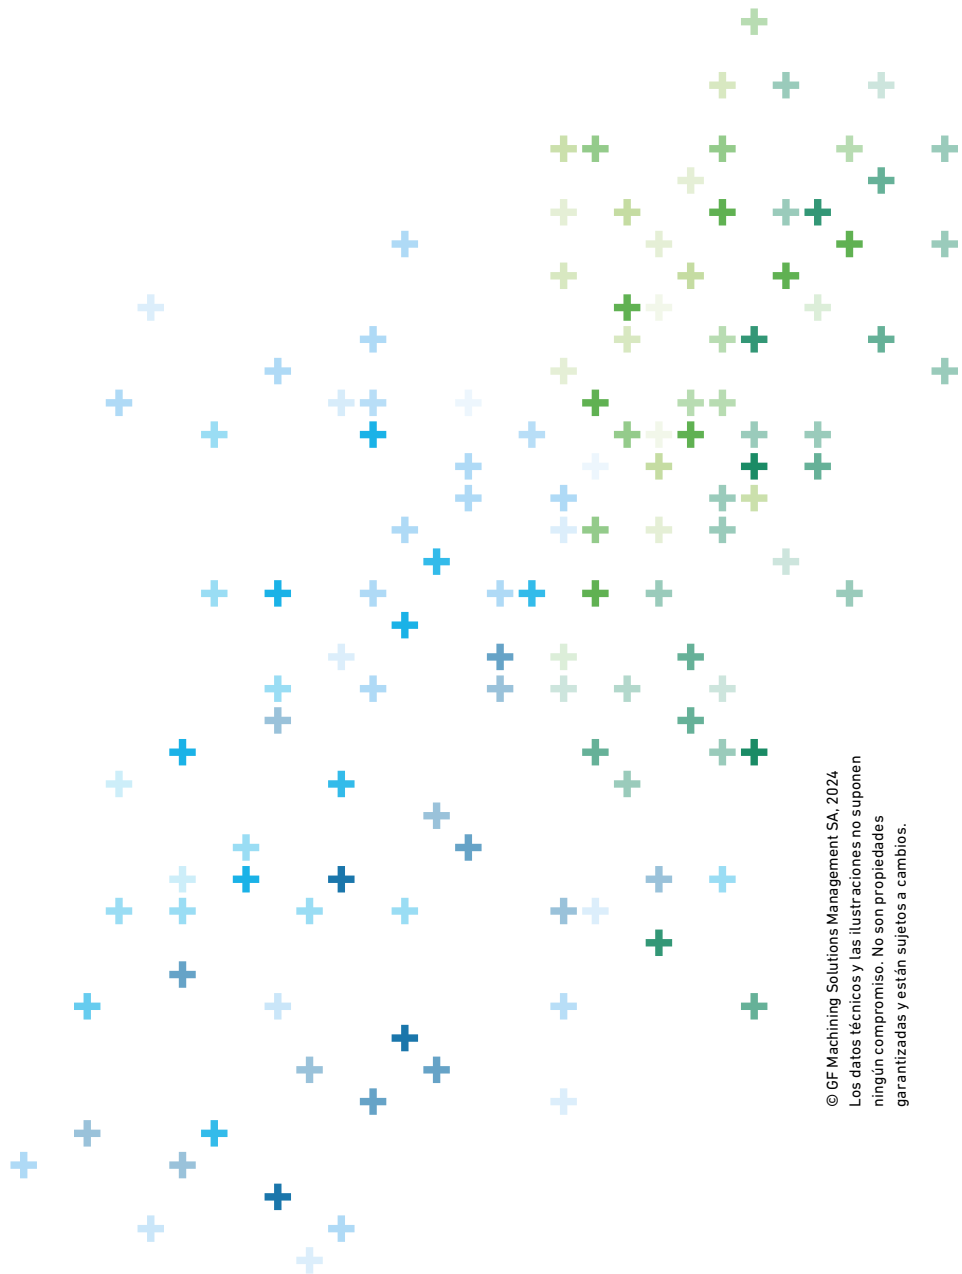 © GF Machining Solutions Management SA, 2024
Los datos técnicos y las ilustraciones no suponen
ningún compromiso. No son propiedades
garantizadas y están sujetos a cambios.